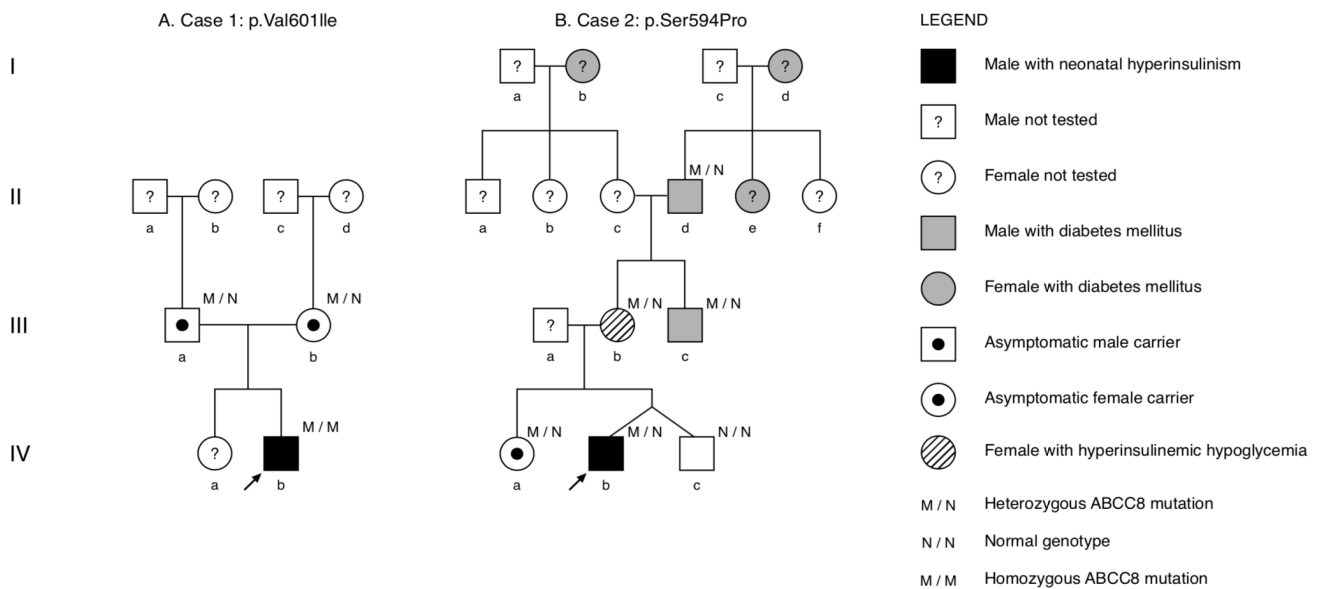 A. Case 1: p.Val601Ile
B. Case 2: p.Ser594Pro
LEGEND
I
? ? ? ?
a b c d
Male with neonatal hyperinsulinism
? Male not tested
? Female not tested
M / N
II
? ? ? ? ? ? ? ? ?
a b c d a b c d e f
Male with diabetes mellitus
Female with diabetes mellitus
M / N M / N M / N M / N
III
?
a b a b c
Asymptomatic male carrier
Asymptomatic female carrier
M / M M / N M / N N / N
IV
?
a b a b c
Female with hyperinsulinemic hypoglycemia
M / N Heterozygous ABCC8 mutation
N / N Normal genotype
M / M Homozygous ABCC8 mutation